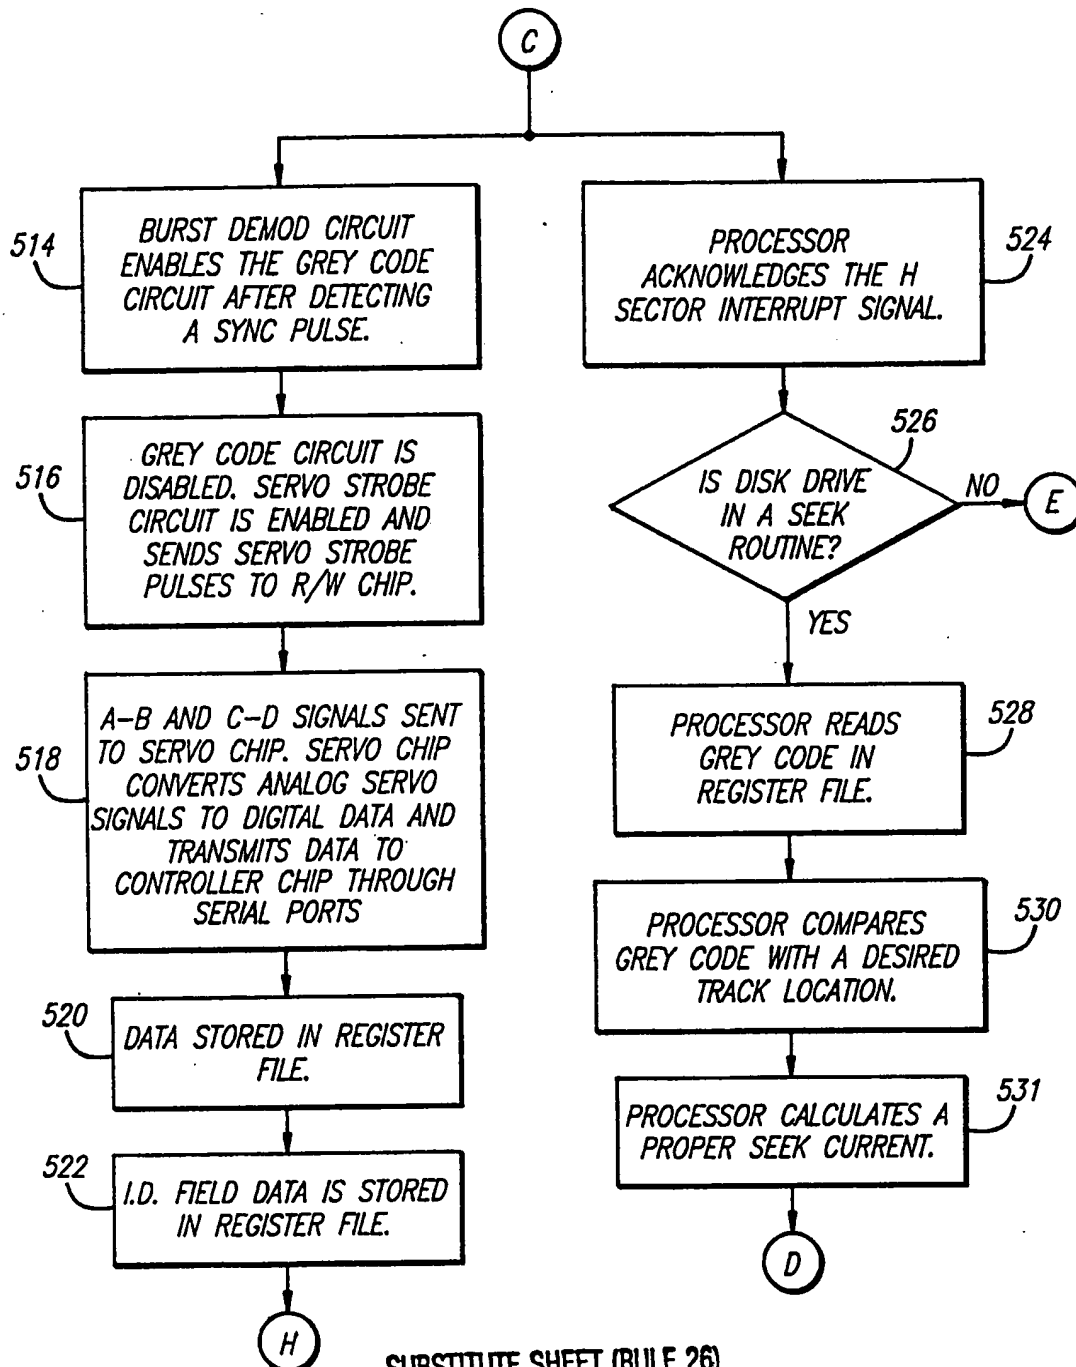 C
514
BURST DEMOD CIRCUIT
ENABLES THE GREY CODE
CIRCUIT AFTER DETECTING
A SYNC PULSE.
516
GREY CODE CIRCUIT IS
DISABLED. SERVO STROBE
CIRCUIT IS ENABLED AND
SENDS SERVO STROBE
PULSES TO R/W CHIP.
518
A-B AND C-D SIGNALS SENT
TO SERVO CHIP. SERVO CHIP
CONVERTS ANALOG SERVO
SIGNALS TO DIGITAL DATA AND
TRANSMITS DATA TO
CONTROLLER CHIP THROUGH
SERIAL PORTS
520
DATA STORED IN REGISTER
FILE.
522
I.D. FIELD DATA IS STORED
IN REGISTER FILE.
H
524
PROCESSOR
ACKNOWLEDGES THE H
SECTOR INTERRUPT SIGNAL.
526
IS DISK DRIVE
IN A SEEK
ROUTINE?
NO
E
YES
528
PROCESSOR READS
GREY CODE IN
REGISTER FILE.
530
PROCESSOR COMPARES
GREY CODE WITH A DESIRED
TRACK LOCATION.
531
PROCESSOR CALCULATES A
PROPER SEEK CURRENT.
D
SUBSTITUTE SHEET (RULE 26)